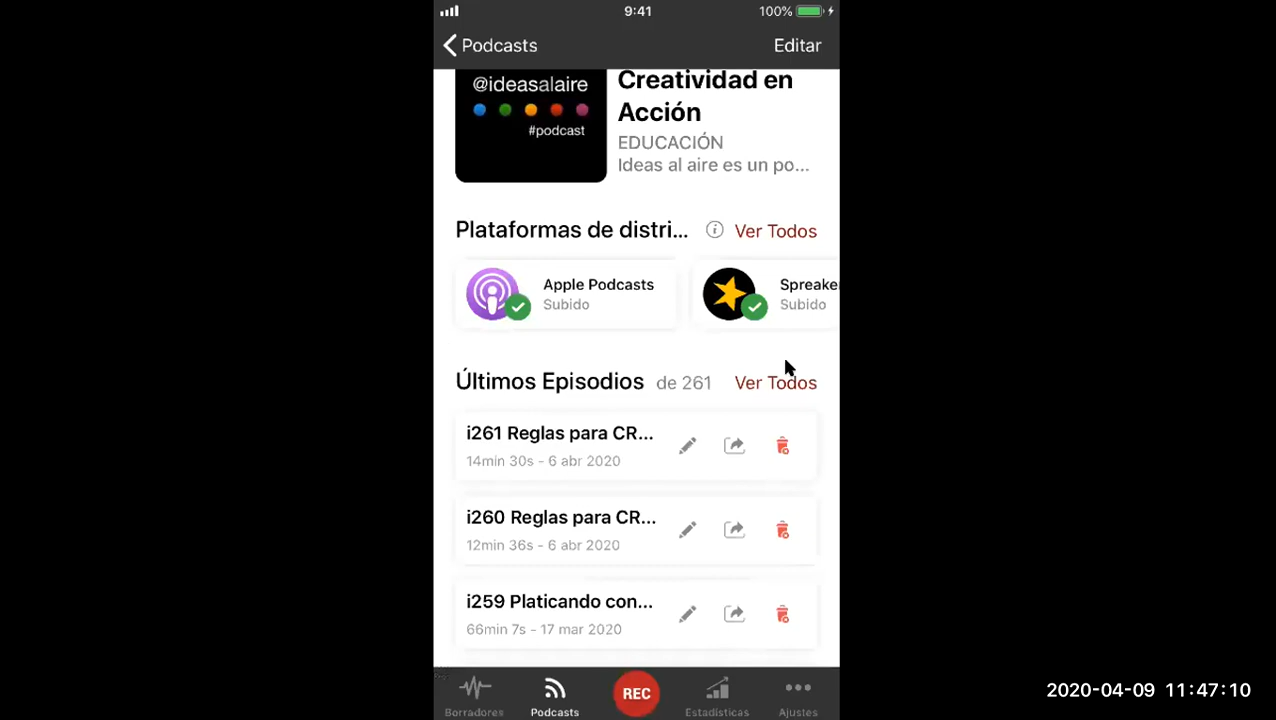 9:41
100%
Podcasts
Editar
@ideasalaire
#podcast
Creatividad en
Acción
EDUCACIÓN
Ideas al aire es un po...
Plataformas de distri...
Ver Todos
Apple Podcasts
Subido
Spreake
Subido
Últimos Episodios de 261
Ver Todos
i261 Reglas para CR...
14min 30s - 6 abr 2020
i260 Reglas para CR...
12min 36s - 6 abr 2020
i259 Platicando con...
66min 7s - 17 mar 2020
Borradores
Podcasts
REC
Estadísticas
Ajustes
2020-04-09 11:47:10